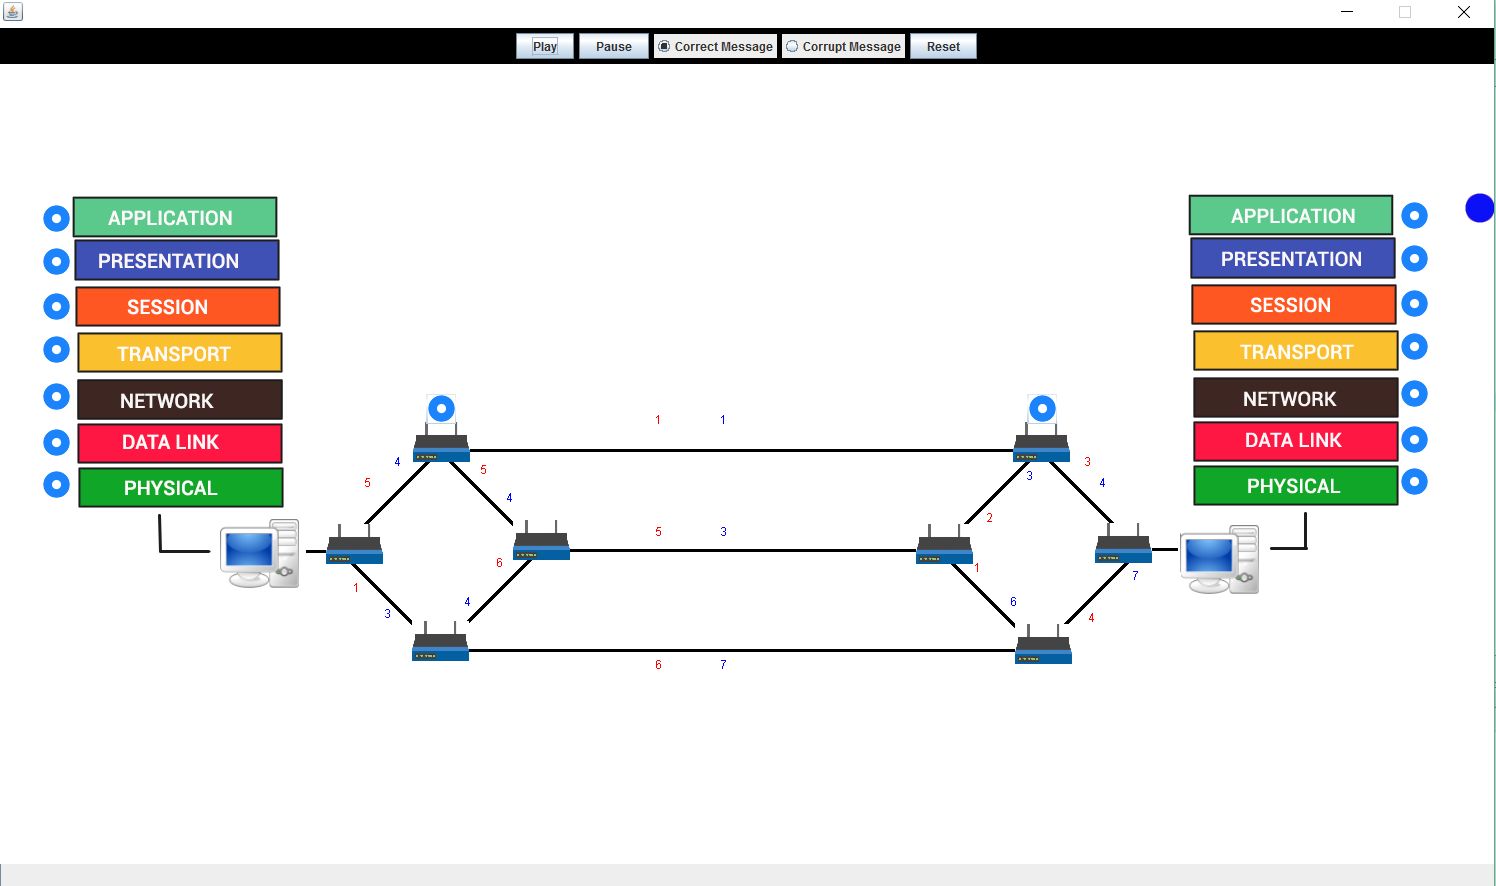 Play Pause Correct Message Corrupt Message Reset
APPLICATION APPLICATION
PRESENTATION PRESENTATION
SESSION SESSION
TRANSPORT TRANSPORT
NETWORK NETWORK
1 1
DATA LINK DATA LINK
4 5 3
5 3 4
PHYSICAL PHYSICAL
4 2
5 3
6 1 7
1 4 6
3 4
6 7